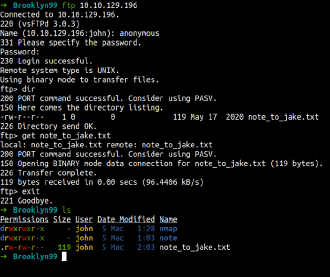 → Brooklyn99 ftp 10.10.129.196
Connected to 10.10.129.196
220 (vsFTPd 3.0.3)
Name (10.10.129.196:john): anonymous
331 Please specify the password.
Password:
230 Login successful.
Remote system type is UNIX.
Using binary mode to transfer files.
ftp> dir
200 PORT command successful. Consider using PASV.
150 Here comes the directory listing.
-rw-r--r-- 1 0 0 119 May 17 2020 note_to_jake.txt
226 Directory send OK.
ftp> get note_to_jake.txt
local: note_to_jake.txt remote: note_to_jake.txt
200 PORT command successful. Consider using PASV.
150 Opening BINARY mode data connection for note_to_jake.txt (119 bytes).
226 Transfer complete.
119 bytes received in 0.00 secs (96.4406 kB/s)
ftp> exit
221 Goodbye.
→ Brooklyn99 ls
Permissions Size User Date Modified Name
drwxrwxr-x - john 5 Mac 1:28 nmap
drwxrwxr-x - john 5 Mac 1:03 note
.rw-r--r-- 119 john 5 Mac 2:03 note_to_jake.txt
→ Brooklyn99